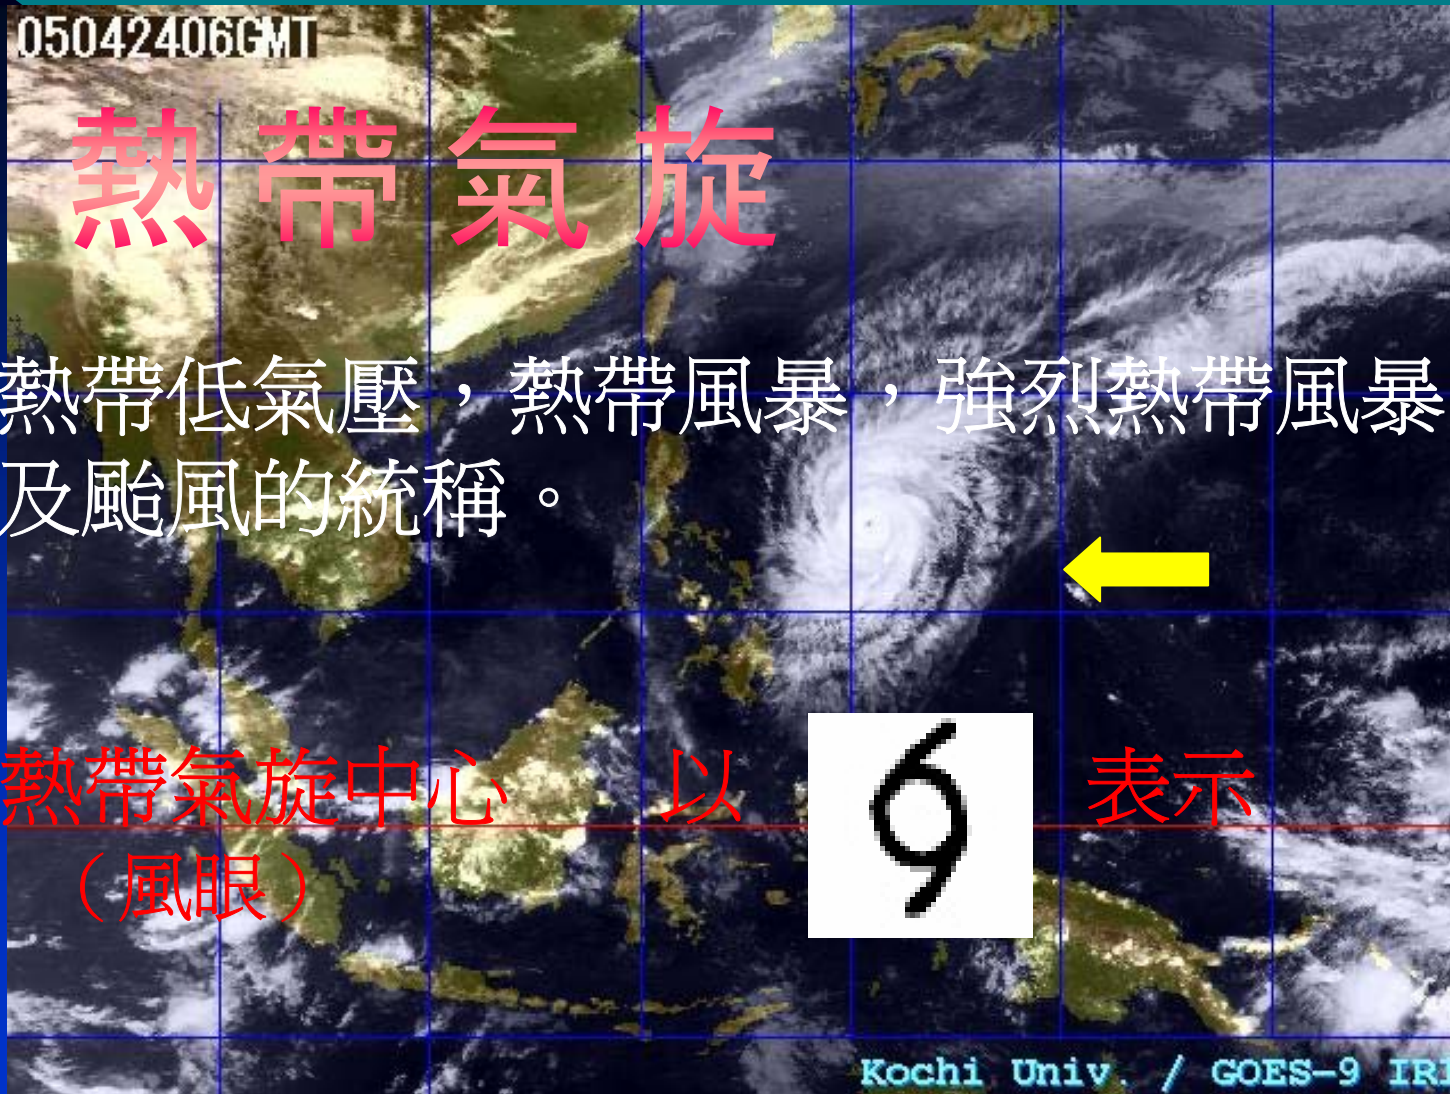 05042406GMT
熱帶氣旋
熱帶低氣壓，熱帶風暴，強烈熱帶風暴
及颱風的統稱。
熱帶氣旋中心 以 表示
（風眼）
Kochi Univ. / GOES-9 IR1